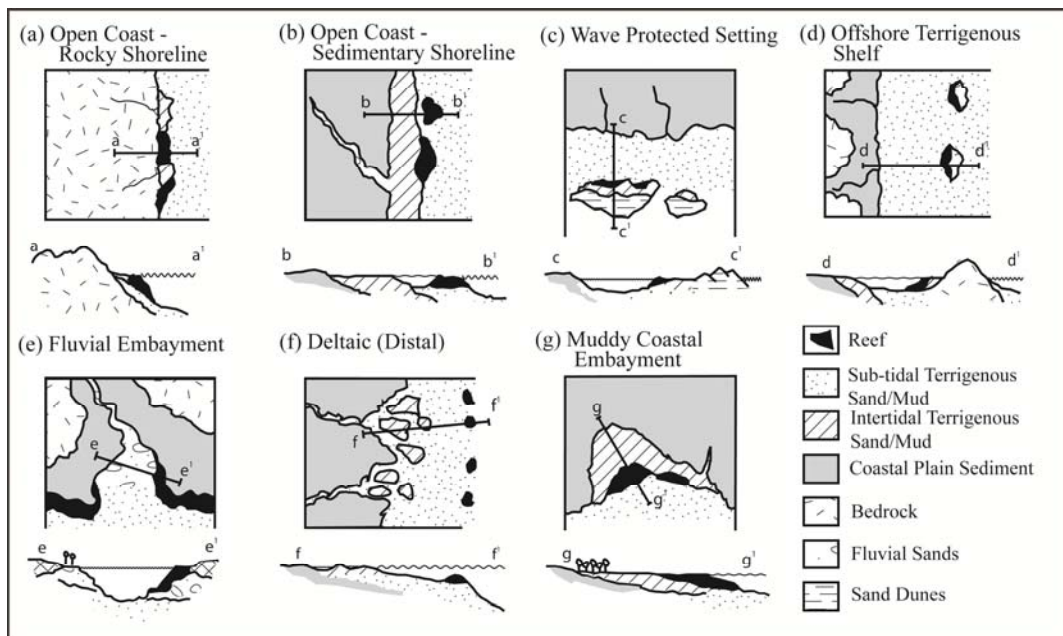 (a) Open Coast -
Rocky Shoreline
a
a¹
a
a¹
(b) Open Coast -
Sedimentary Shoreline
b
b¹
b
b¹
(c) Wave Protected Setting
c
c¹
c
c¹
(d) Offshore Terrigenous
Shelf
d
d¹
d
d¹
(e) Fluvial Embayment
e
e¹
e
e¹
(f) Deltaic (Distal)
f
f¹
f
f¹
(g) Muddy Coastal
Embayment
g
g¹
g
g¹
Reef
Sub-tidal Terrigenous
Sand/Mud
Intertidal Terrigenous
Sand/Mud
Coastal Plain Sediment
Bedrock
Fluvial Sands
Sand Dunes